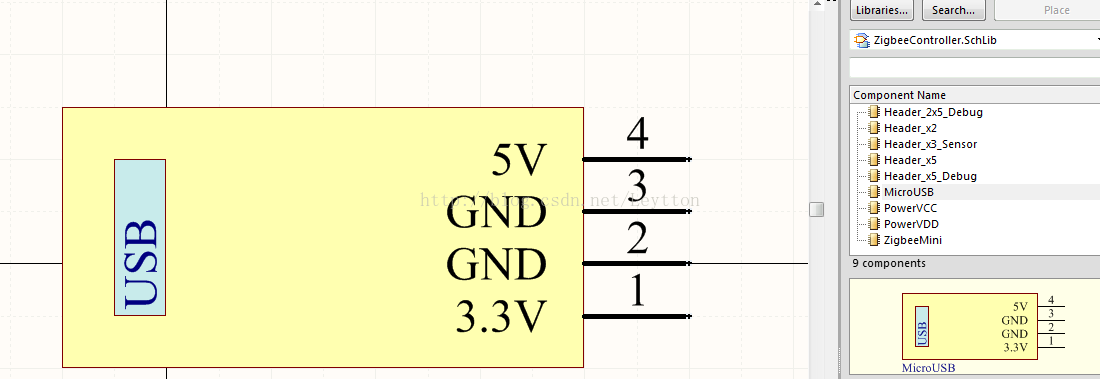 Libraries...
Search...
Place
ZigbeeController.SchLib
Component Name
Header_2x5_Debug
Header_x2
Header_x3_Sensor
Header_x5
Header_x5_Debug
MicroUSB
PowerVCC
PowerVDD
ZigbeeMini
9 components
USB
5V
4
GND
3
GND
2
3.3V
1
http://blog.csdn.net/Leytton
USB
5V
4
GND
3
GND
2
3.3V
1
MicroUSB